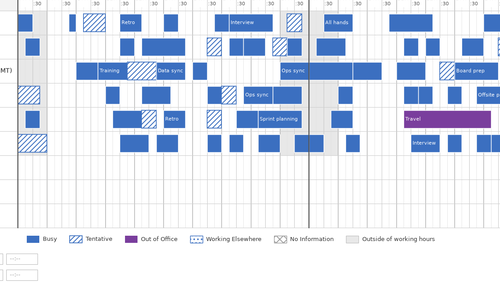 30 30 30 30 30 30 30 30 30 30 30 30 30 30 30 30
Retro Interview All hands
MT) Training Data sync Ops sync Board prep
Ops sync Offsite p
Retro Sprint planning Travel
Interview
Busy Tentative Out of Office Working Elsewhere No Information Outside of working hours
--:--
--:--